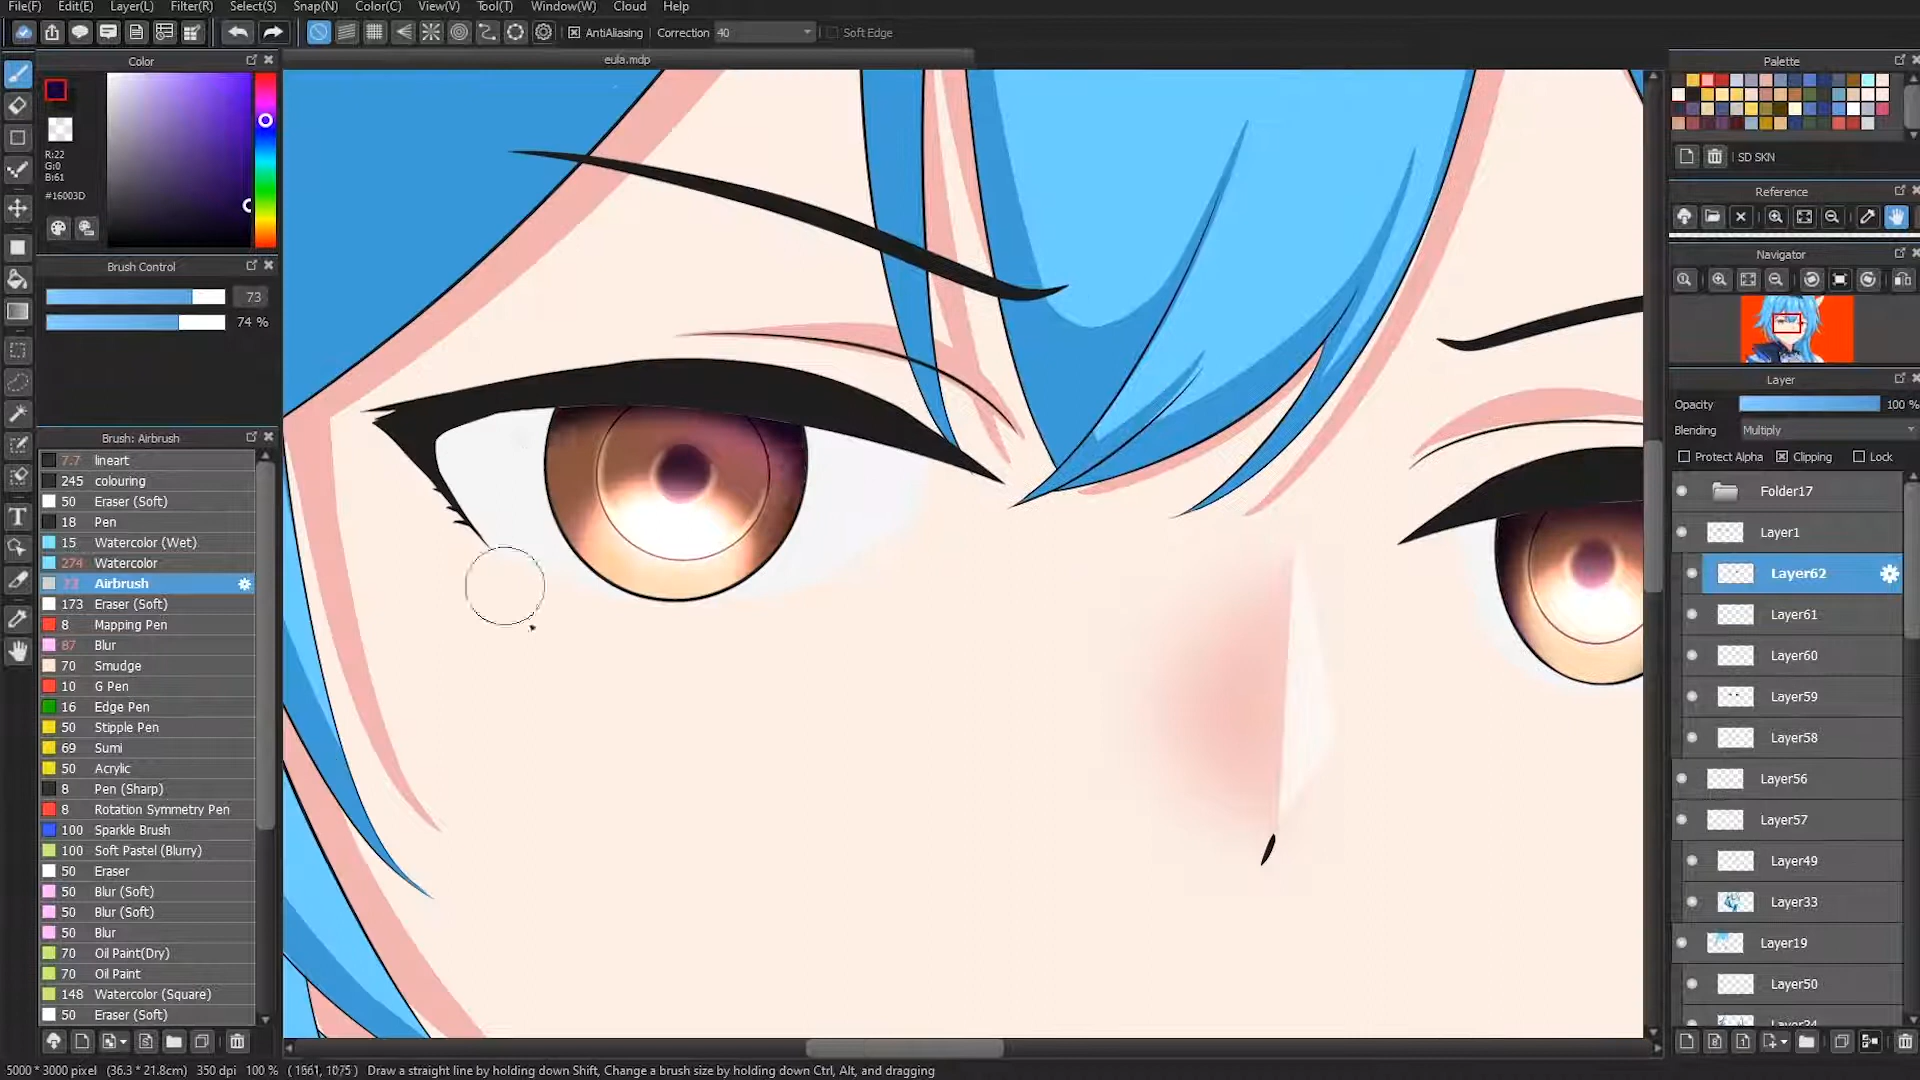 File(F) Edit(E) Layer(L) Filter(R) Select(S) Snap(N) Color(C) View(V) Tool(T) Window(W) Cloud Help
AntiAliasing Correction 40 Soft Edge
eula.mdp
Color
R:22
G:0
B:61
#16003D
Brush Control
73
74 %
Brush: Airbrush
7.7 lineart
245 colouring
50 Eraser (Soft)
18 Pen
15 Watercolor (Wet)
274 Watercolor
73 Airbrush
173 Eraser (Soft)
8 Mapping Pen
87 Blur
70 Smudge
10 G Pen
16 Edge Pen
50 Stipple Pen
69 Sumi
50 Acrylic
8 Pen (Sharp)
8 Rotation Symmetry Pen
100 Sparkle Brush
100 Soft Pastel (Blurry)
50 Eraser
50 Blur (Soft)
50 Blur (Soft)
50 Blur
70 Oil Paint(Dry)
70 Oil Paint
148 Watercolor (Square)
50 Eraser (Soft)
Palette
SD SKN
Reference
Navigator
Layer
Opacity 100 %
Blending Multiply
Protect Alpha Clipping Lock
Folder17
Layer1
Layer62
Layer61
Layer60
Layer59
Layer58
Layer56
Layer57
Layer49
Layer33
Layer19
Layer50
5000 * 3000 pixel (36.3 * 21.8cm) 350 dpi 100 % ( 1661, 1075 ) Draw a straight line by holding down Shift, Change a brush size by holding down Ctrl, Alt, and dragging